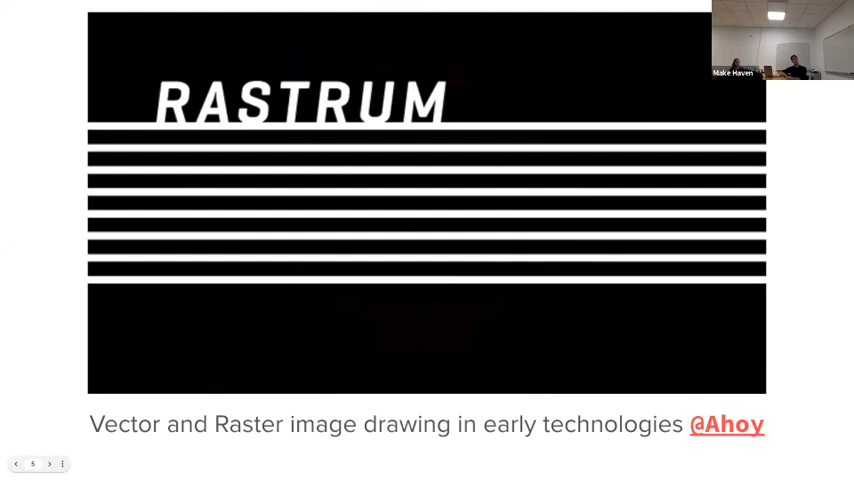 Make Haven
RASTRUM
Vector and Raster image drawing in early technologies @Ahoy
5